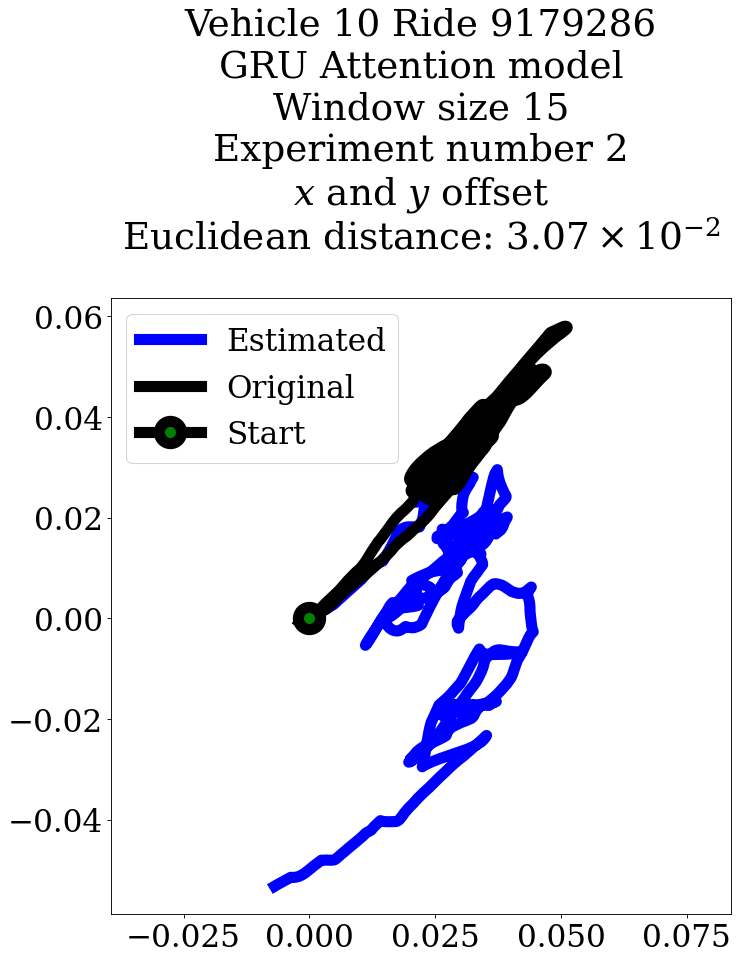 Vehicle 10 Ride 9179286
GRU Attention model
Window size 15
Experiment number 2
x and y offset
Euclidean distance: 3.07 × 10⁻²
Estimated
Original
Start
0.06
0.04
0.02
0.00
−0.02
−0.04
−0.025 0.000 0.025 0.050 0.075